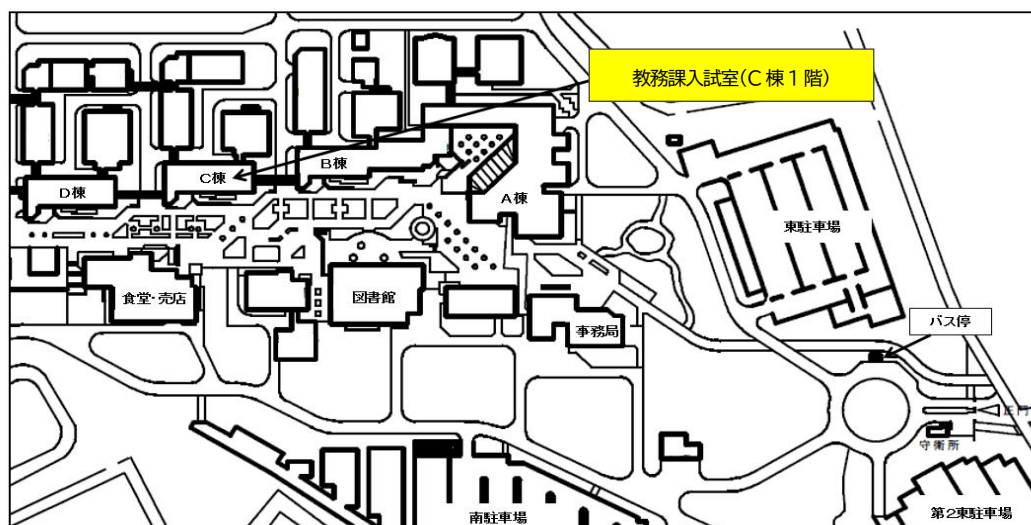 教務課入試室(C棟1階)
B棟
C棟
D棟
A棟
東駐車場
食堂・売店
図書館
事務局
バス停
正門
守衛所
南駐車場
第2東駐車場